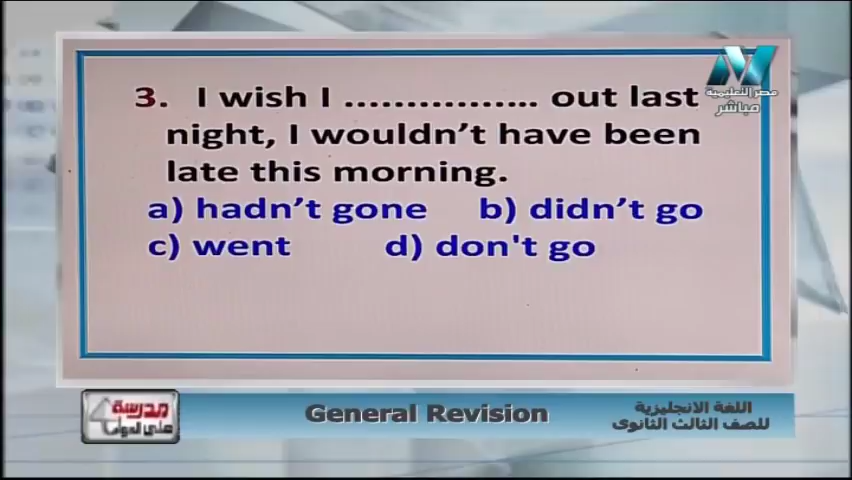 3. I wish I ................ out last
night, I wouldn't have been
late this morning.
a) hadn't gone b) didn't go
c) went d) don't go
مصر التعليمية
مباشر
General Revision
اللغة الانجليزية
للصف الثالث الثانوى
مدرسة
على الهواء